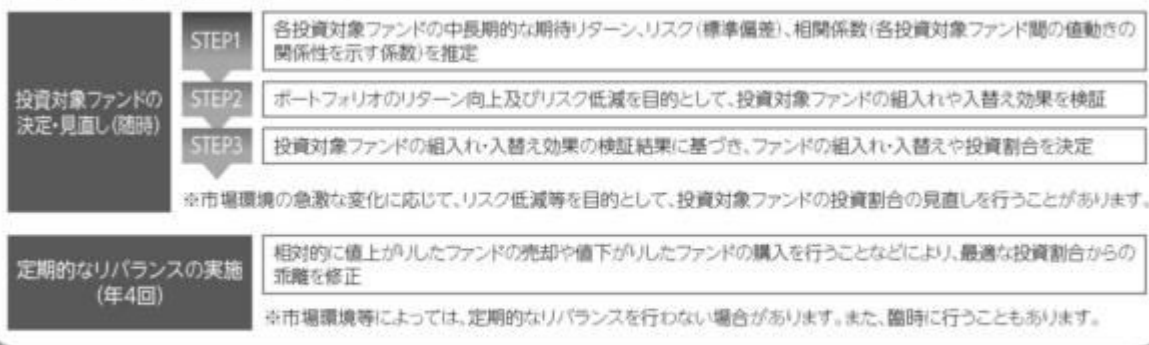 投資対象ファンドの
決定・見直し(随時)
STEP1
各投資対象ファンドの中長期的な期待リターン、リスク(標準偏差)、相関係数(各投資対象ファンド間の値動きの
関係性を示す係数)を推定
STEP2
ポートフォリオのリターン向上及びリスク低減を目的として、投資対象ファンドの組入れや入替え効果を検証
STEP3
投資対象ファンドの組入れ・入替え効果の検証結果に基づき、ファンドの組入れ・入替えや投資割合を決定
※市場環境の急激な変化に応じて、リスク低減等を目的として、投資対象ファンドの投資割合の見直しを行うことがあります。
定期的なリバランスの実施
(年4回)
相対的に値上がりしたファンドの売却や値下がりしたファンドの購入を行うことなどにより、最適な投資割合からの
乖離を修正
※市場環境等によっては、定期的なリバランスを行わない場合があります。また、臨時に行うこともあります。